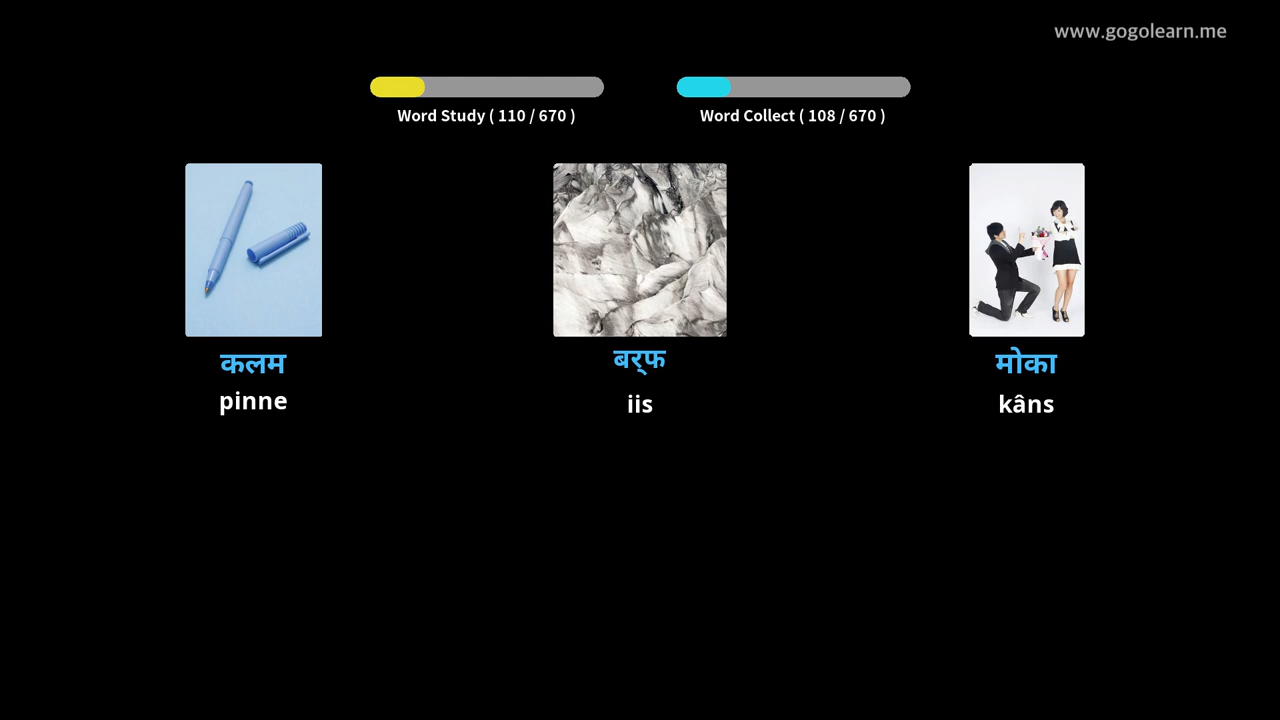 www.gogolearn.me
Word Study ( 110 / 670 )
Word Collect ( 108 / 670 )
कलम
pinne
बर्फ
iis
मोका
kâns